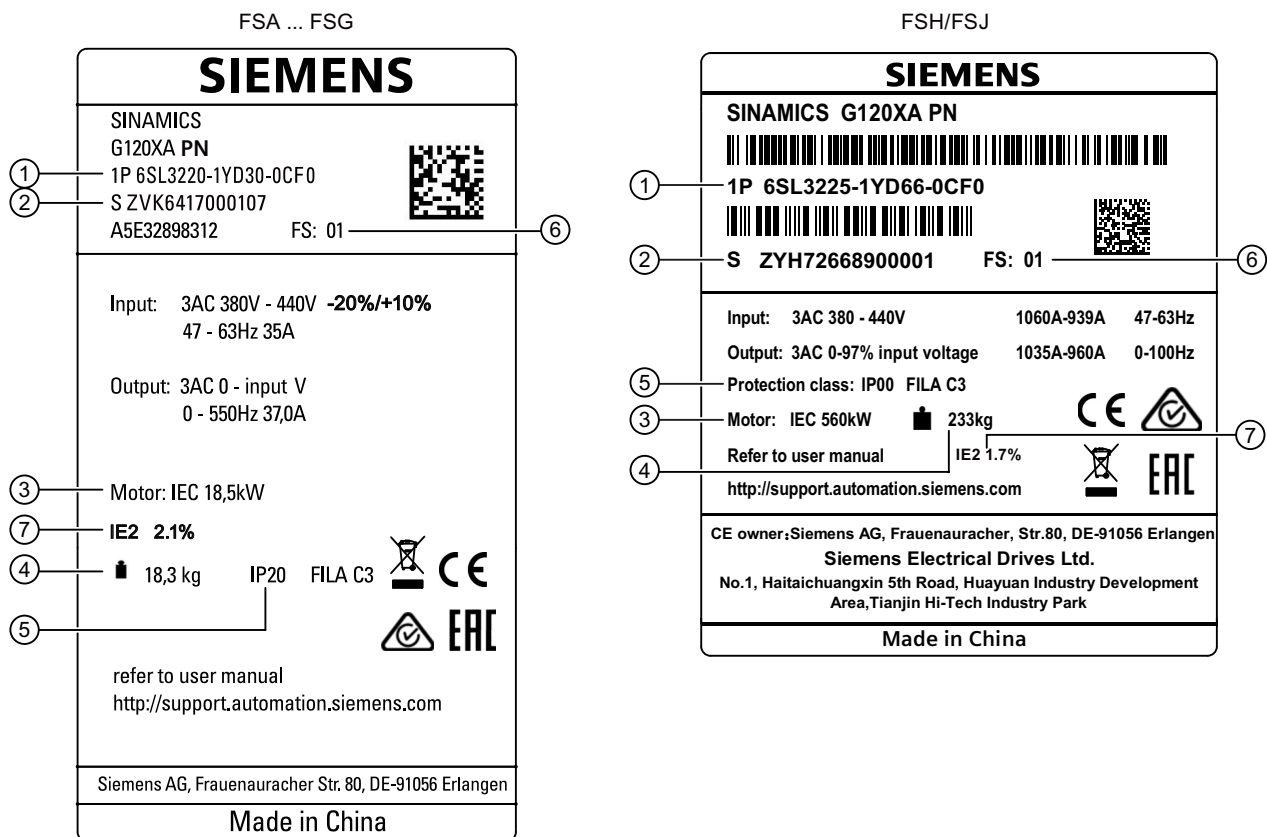 FSA ... FSG
SIEMENS
SINAMICS
G120XA PN
① 1P 6SL3220-1YD30-0CF0
② S ZVK6417000107
A5E32898312 FS: 01 ⑥
Input: 3AC 380V - 440V -20%/+10%
47 - 63Hz 35A
Output: 3AC 0 - input V
0 - 550Hz 37,0A
③ Motor: IEC 18,5kW
⑦ IE2 2.1%
④ 18,3 kg IP20 FILA C3 CE
⑤ EAC
refer to user manual
http://support.automation.siemens.com
Siemens AG, Frauenauracher Str. 80, DE-91056 Erlangen
Made in China
FSH/FSJ
SIEMENS
SINAMICS G120XA PN
① 1P 6SL3225-1YD66-0CF0
② S ZYH72668900001 FS: 01 ⑥
Input: 3AC 380 - 440V 1060A-939A 47-63Hz
Output: 3AC 0-97% input voltage 1035A-960A 0-100Hz
⑤ Protection class: IP00 FILA C3
③ Motor: IEC 560kW 233kg CE
⑦
④ Refer to user manual IE2 1.7%
http://support.automation.siemens.com EAC
CE owner:Siemens AG, Frauenauracher, Str.80, DE-91056 Erlangen
Siemens Electrical Drives Ltd.
No.1, Haitaichuangxin 5th Road, Huayuan Industry Development
Area,Tianjin Hi-Tech Industry Park
Made in China